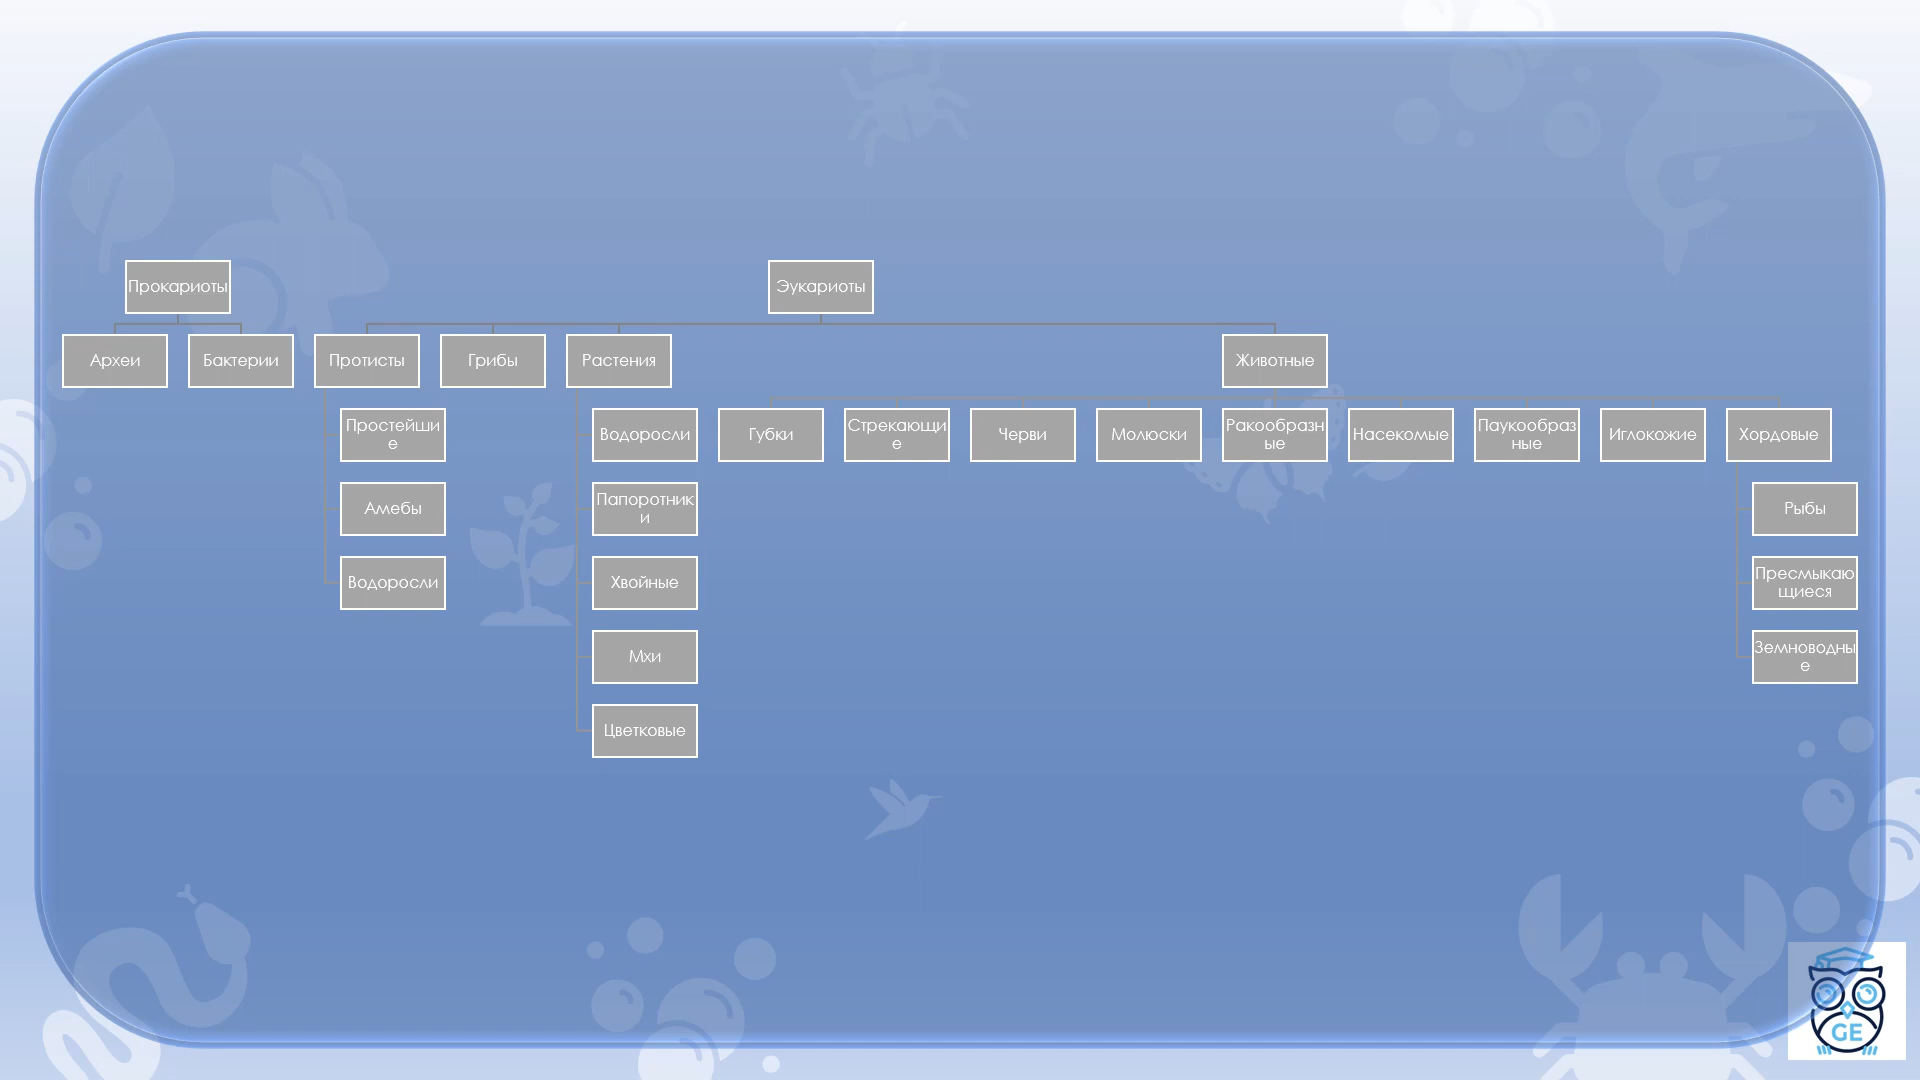 Прокариоты
Эукариоты
Археи
Бактерии
Протисты
Грибы
Растения
Животные
Простейши
е
Водоросли
Губки
Стрекающи
е
Черви
Молюски
Ракообразн
ые
Насекомые
Паукообраз
ные
Иглокожие
Хордовые
Амебы
Папоротник
и
Рыбы
Водоросли
Хвойные
Пресмыкаю
щиеся
Мхи
Земноводны
е
Цветковые
GE